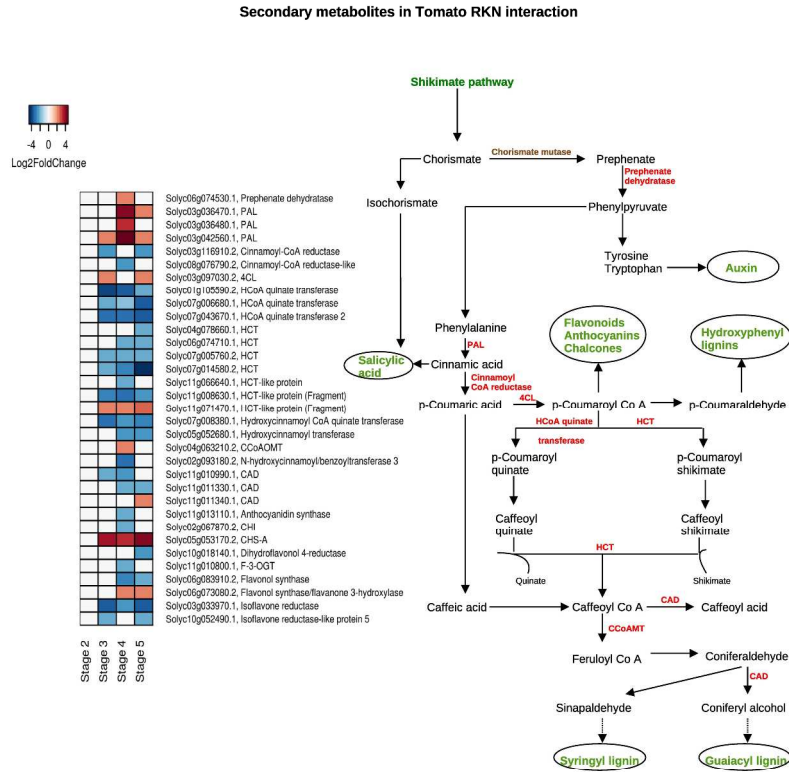 Secondary metabolites in Tomato RKN interaction
-4 0 4
Log2FoldChange
Solyc06g074530.1, Prephenate dehydratase
Solyc03g036470.1, PAL
Solyc03g036480.1, PAL
Solyc03g042560.1, PAL
Solyc03g116910.2, Cinnamoyl-CoA reductase
Solyc08g076790.2, Cinnamoyl-CoA reductase-like
Solyc03g097030.2, 4CL
Solyc01g105590.2, HCoA quinate transferase
Solyc07g006680.1, HCoA quinate transferase
Solyc07g043670.1, HCoA quinate transferase 2
Solyc04g078660.1, HCT
Solyc06g074710.1, HCT
Solyc07g005760.2, HCT
Solyc07g014580.2, HCT
Solyc11g066640.1, HCT-like protein
Solyc11g008630.1, HCT-like protein (Fragment)
Solyc11g071470.1, HCT-like protein (Fragment)
Solyc07g008380.1, Hydroxycinnamoyl CoA quinate transferase
Solyc05g052680.1, Hydroxycinnamoyl transferase
Solyc04g063210.2, CCoAOMT
Solyc02g093180.2, N-hydroxycinnamoyl/benzoyltransferase 3
Solyc11g010990.1, CAD
Solyc11g011330.1, CAD
Solyc11g011340.1, CAD
Solyc11g013110.1, Anthocyanidin synthase
Solyc02g067870.2, CHI
Solyc05g053170.2, CHS-A
Solyc10g018140.1, Dihydroflavonol 4-reductase
Solyc11g010800.1, F-3-OGT
Solyc06g083910.2, Flavonol synthase
Solyc06g073080.2, Flavonol synthase/flavanone 3-hydroxylase
Solyc03g033970.1, Isoflavone reductase
Solyc10g052490.1, Isoflavone reductase-like protein 5
Stage 2
Stage 3
Stage 4
Stage 5
Shikimate pathway
Chorismate
Chorismate mutase
Prephenate
Prephenate
dehydratase
Isochorismate
Phenylpyruvate
Tyrosine
Tryptophan
Auxin
Phenylalanine
PAL
Salicylic
acid
Cinnamic acid
Cinnamoyl
CoA reductase
Flavonoids
Anthocyanins
Chalcones
Hydroxyphenyl
lignins
p-Coumaric acid
4CL
p-Coumaroyl Co A
p-Coumaraldehyde
HCoA quinate
transferase
HCT
p-Coumaroyl
quinate
p-Coumaroyl
shikimate
Caffeoyl
quinate
Caffeoyl
shikimate
HCT
Quinate
Shikimate
Caffeic acid
Caffeoyl Co A
CAD
Caffeoyl acid
CCoAMT
Feruloyl Co A
Coniferaldehyde
CAD
Sinapaldehyde
Coniferyl alcohol
Syringyl lignin
Guaiacyl lignin